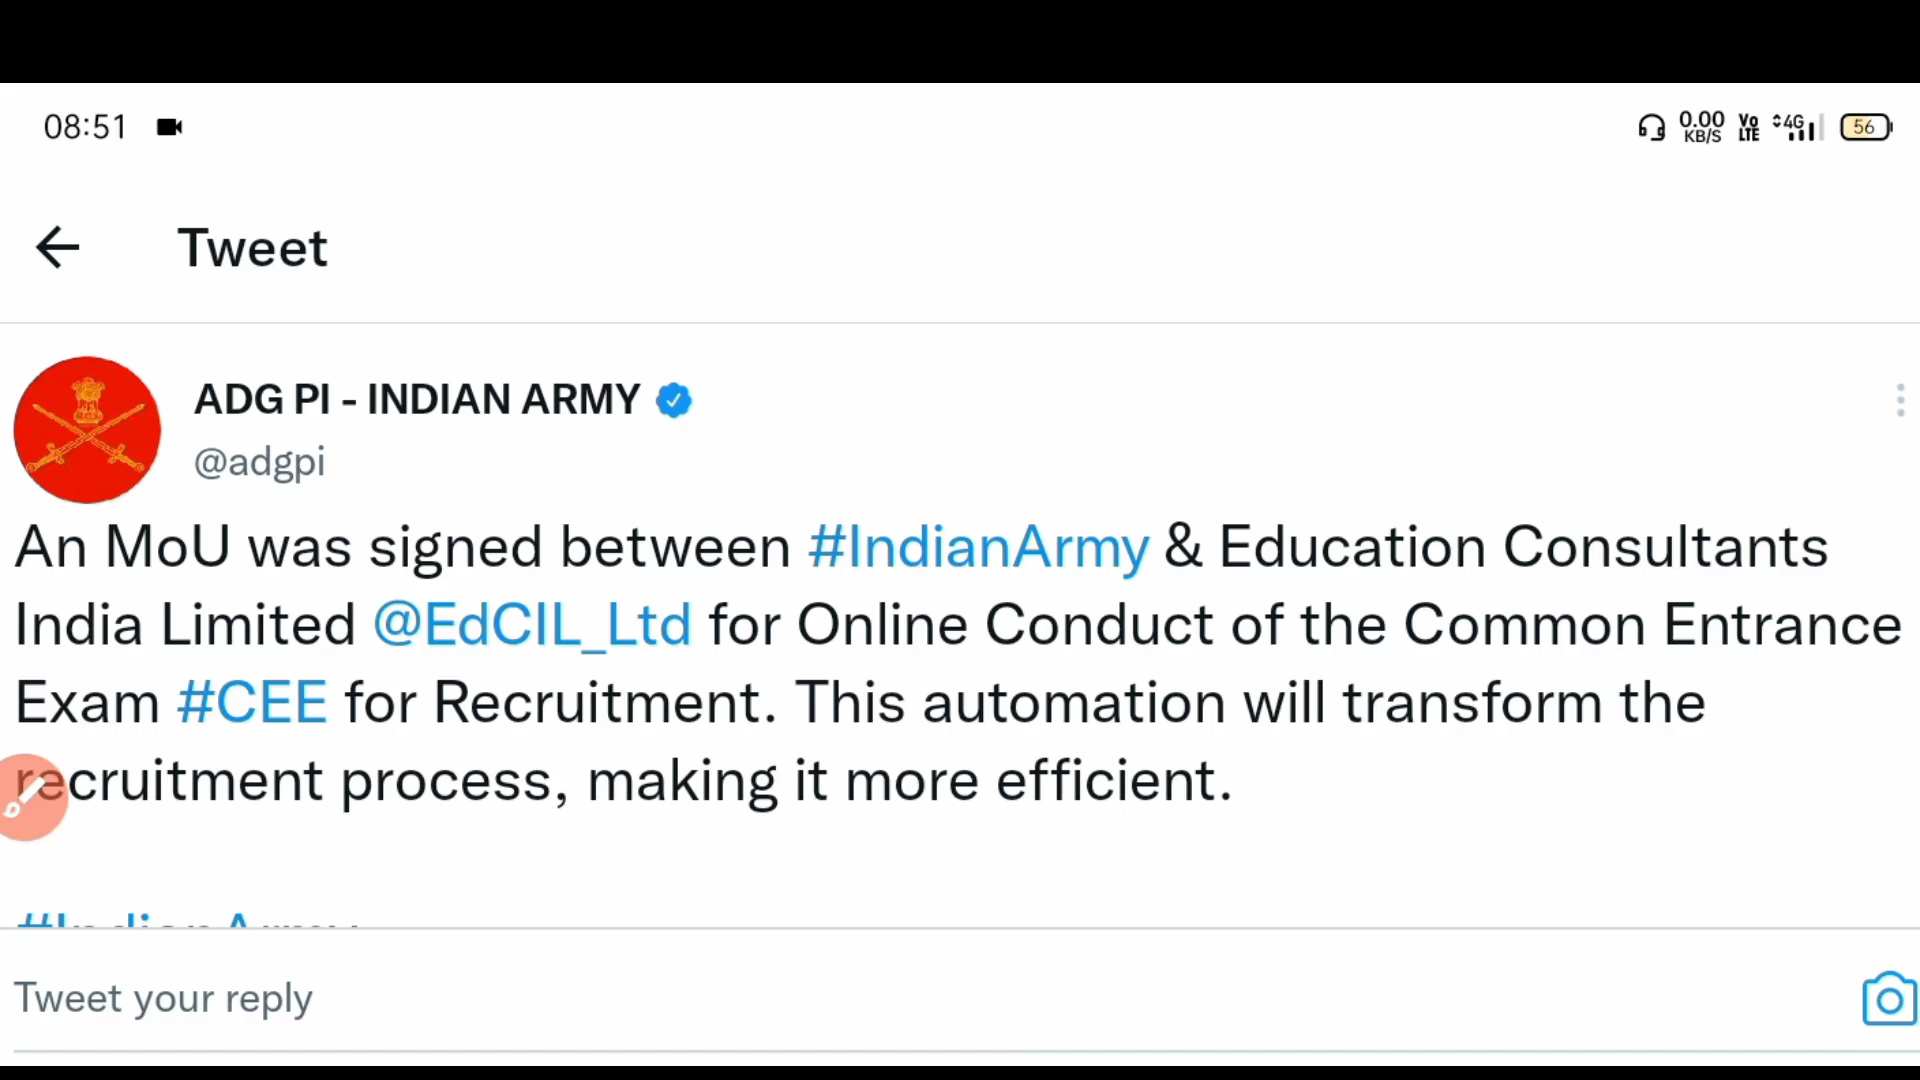 08:51
0.00 KB/S Vo LTE 4G 56
Tweet
ADG PI - INDIAN ARMY
@adgpi
An MoU was signed between #IndianArmy & Education Consultants
India Limited @EdCIL_Ltd for Online Conduct of the Common Entrance
Exam #CEE for Recruitment. This automation will transform the
recruitment process, making it more efficient.
#IndianArmy
Tweet your reply